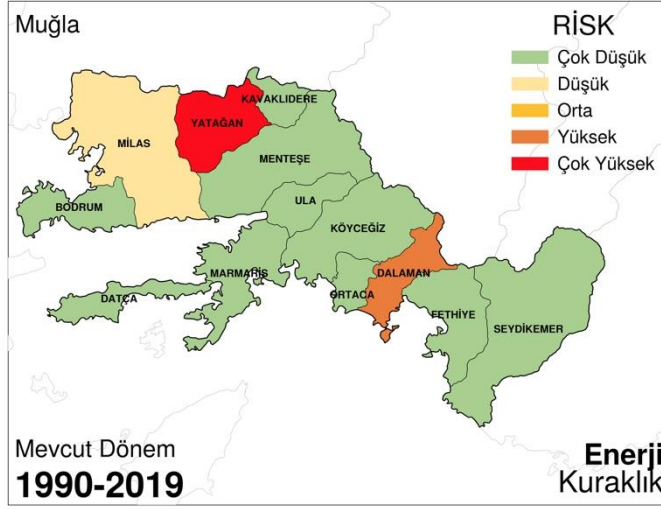 Muğla
RİSK
Çok Düşük
Düşük
Orta
Yüksek
Çok Yüksek
KAVAKLIDERE
YATAĞAN
MİLAS
MENTEŞE
ULA
BODRUM
KÖYCEĞİZ
MARMARİS
DALAMAN
DATÇA
ORTACA
FETHİYE
SEYDİKEMER
Mevcut Dönem
1990-2019
Enerji
Kuraklık